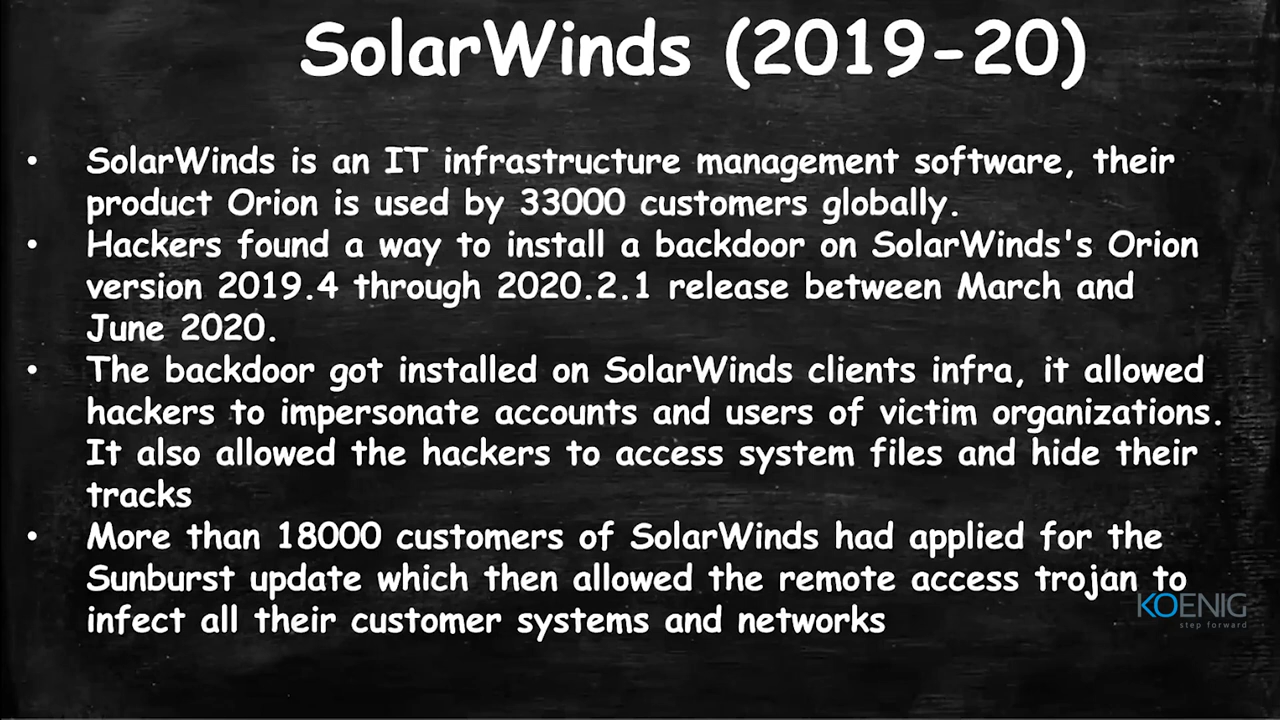 SolarWinds (2019-20)
• SolarWinds is an IT infrastructure management software, their
product Orion is used by 33000 customers globally.
• Hackers found a way to install a backdoor on SolarWinds's Orion
version 2019.4 through 2020.2.1 release between March and
June 2020.
• The backdoor got installed on SolarWinds clients infra, it allowed
hackers to impersonate accounts and users of victim organizations.
It also allowed the hackers to access system files and hide their
tracks
• More than 18000 customers of SolarWinds had applied for the
Sunburst update which then allowed the remote access trojan to
infect all their customer systems and networks
KOENIG
step forward